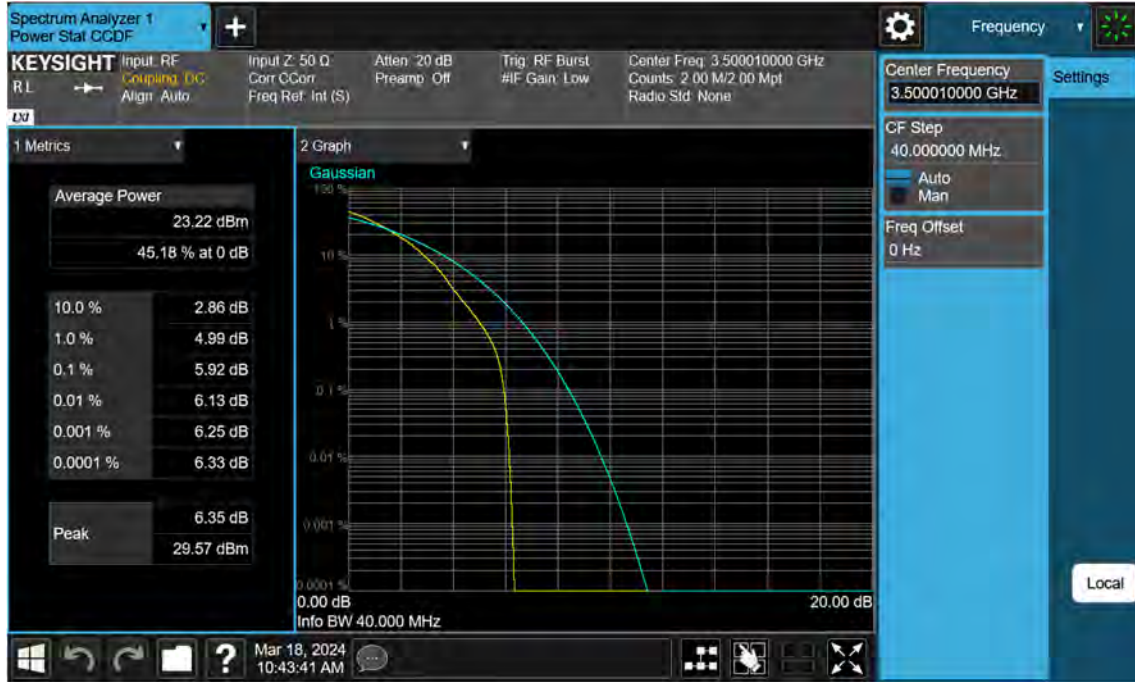 Spectrum Analyzer 1
Power Stat CCDF
Frequency
KEYSIGHT
RL
LXI
Input: RF
Coupling: DC
Align: Auto
Input Z: 50 Ω
Corr CCorr
Freq Ref: Int (S)
Atten: 20 dB
Preamp: Off
Trig: RF Burst
#IF Gain: Low
Center Freq: 3.500010000 GHz
Counts: 2.00 M/2.00 Mpt
Radio Std: None
Center Frequency
3.500010000 GHz
Settings
CF Step
40.000000 MHz
Auto
Man
Freq Offset
0 Hz
Local
1 Metrics
Average Power
23.22 dBm
45.18 % at 0 dB
10.0 % 2.86 dB
1.0 % 4.99 dB
0.1 % 5.92 dB
0.01 % 6.13 dB
0.001 % 6.25 dB
0.0001 % 6.33 dB
Peak
6.35 dB
29.57 dBm
2 Graph
Gaussian
100 %
10 %
1 %
0.1 %
0.01 %
0.001 %
0.0001 %
0.00 dB 20.00 dB
Info BW 40.000 MHz
?
Mar 18, 2024
10:43:41 AM